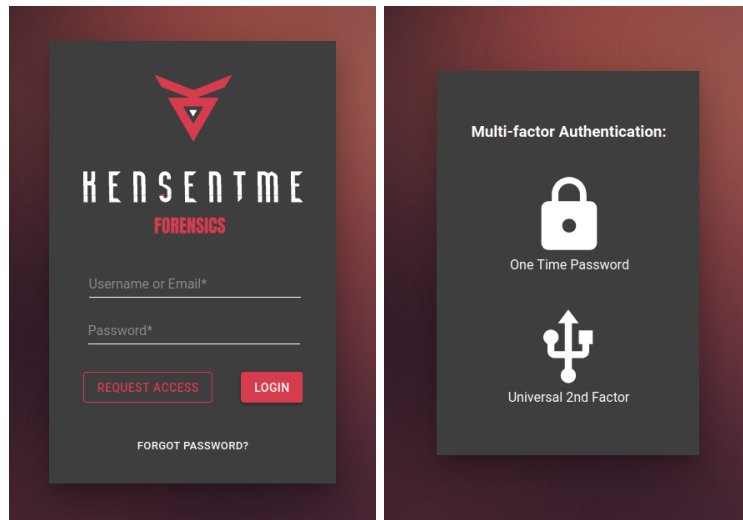 KENSENTME
FORENSICS
Username or Email*
Password*
REQUEST ACCESS
LOGIN
FORGOT PASSWORD?
Multi-factor Authentication:
One Time Password
Universal 2nd Factor